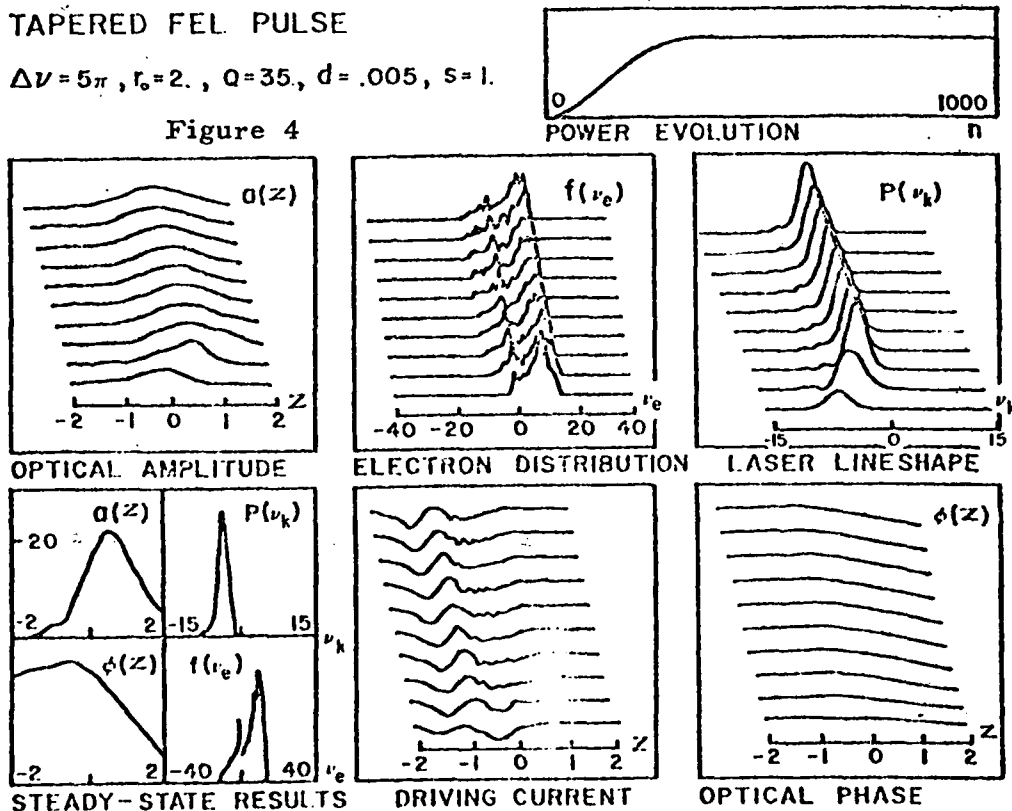 TAPERED FEL PULSE
Δν = 5π , r₀ = 2. , Q = 35., d = .005, S = 1.
Figure 4
0
1000
POWER EVOLUTION n
a(z)
-2 -1 0 1 2 z
OPTICAL AMPLITUDE
f(νₑ)
-40 -20 0 20 40 νₑ
ELECTRON DISTRIBUTION
P(νₖ)
-15 0 15
LASER LINESHAPE
a(z)
20
-2 2
P(νₖ)
-15 15 νₖ
ϕ(z)
-2 2
f(νₑ)
-40 40 νₑ
STEADY-STATE RESULTS
-2 -1 0 1 2 z
DRIVING CURRENT
ϕ(z)
-2 -1 0 1 2 z
OPTICAL PHASE